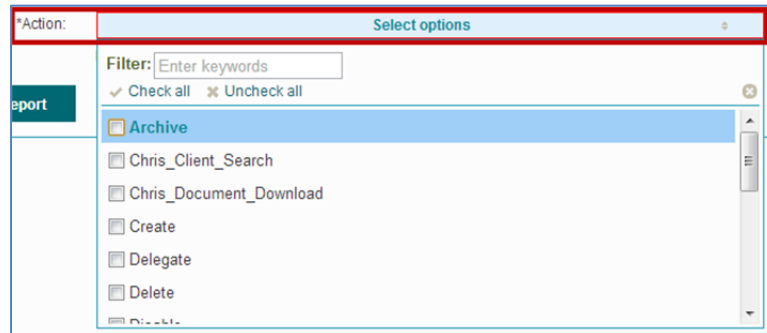 *Action: Select options
Filter: Enter keywords
Check all Uncheck all
eport
Archive
Chris_Client_Search
Chris_Document_Download
Create
Delegate
Delete